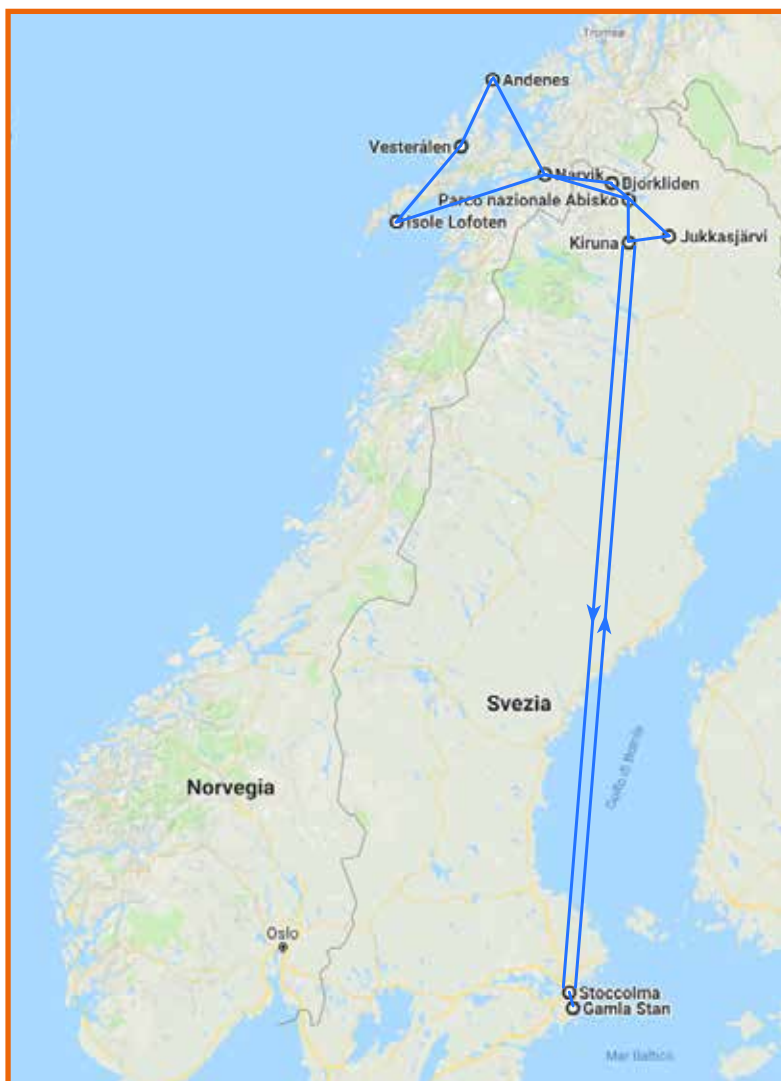 Tromsø
Andenes
Vesterålen
Narvik
Bjorkliden
Parco nazionale Abisko
Isole Lofoten
Kiruna
Jukkasjärvi
Svezia
Golfo di Botnia
Norvegia
Oslo
Stoccolma
Gamla Stan
Mar Baltico